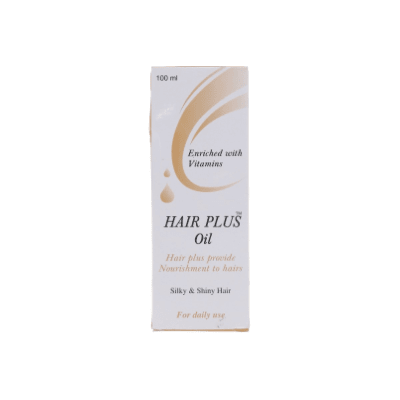 100 ml
Enriched with
Vitamins
HAIR PLUS™
Oil
Hair plus provide
Nourishment to hairs
Silky & Shiny Hair
For daily use